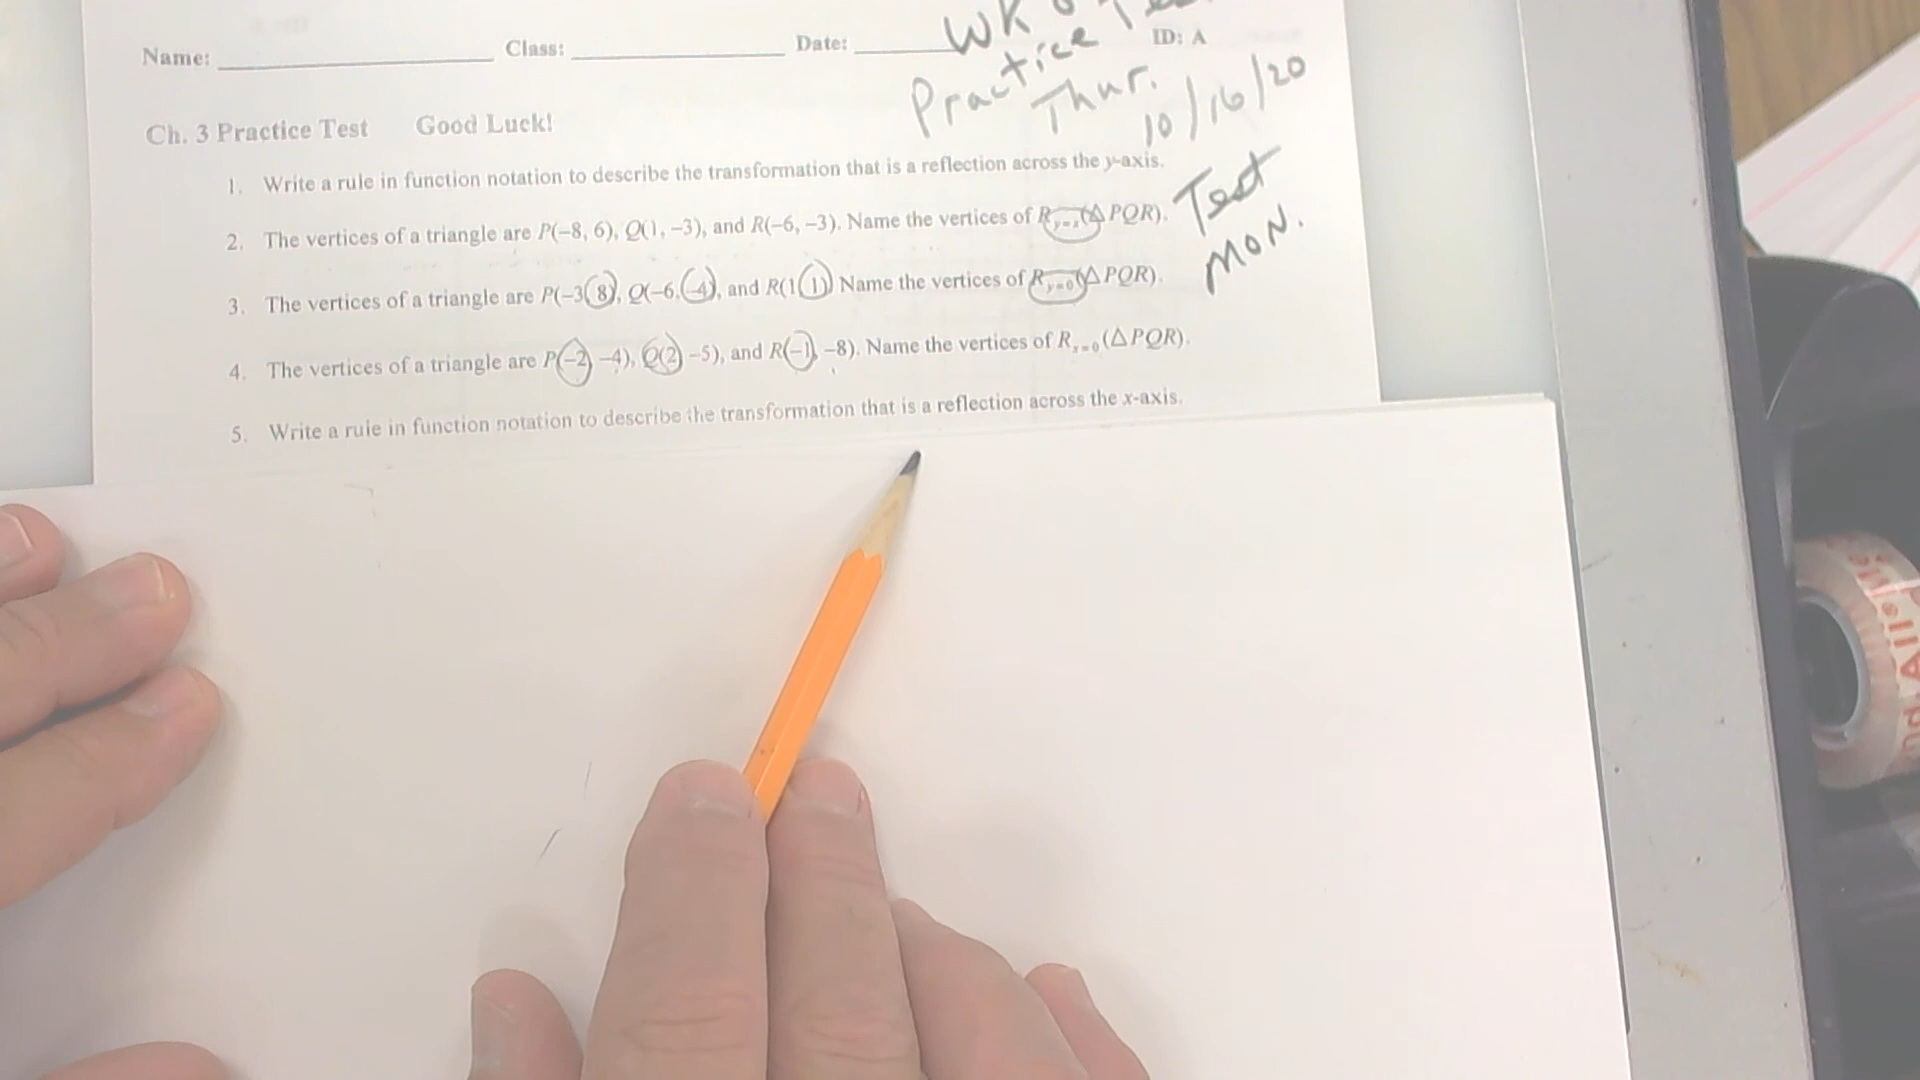 Name: Class: Date: ID: A
WK
Practice
Thur.
10/16/20
Ch. 3 Practice Test Good Luck!
1. Write a rule in function notation to describe the transformation that is a reflection across the y-axis.
2. The vertices of a triangle are P(−8, 6), Q(1, −3), and R(−6, −3). Name the vertices of R y=x (△PQR).
Test
MON.
3. The vertices of a triangle are P(−3, 8), Q(−6, −4), and R(1, 1). Name the vertices of R y=0 (△PQR).
4. The vertices of a triangle are P(−2, −4), Q(2, −5), and R(−1, −8). Name the vertices of R x=0 (△PQR).
5. Write a rule in function notation to describe the transformation that is a reflection across the x-axis.